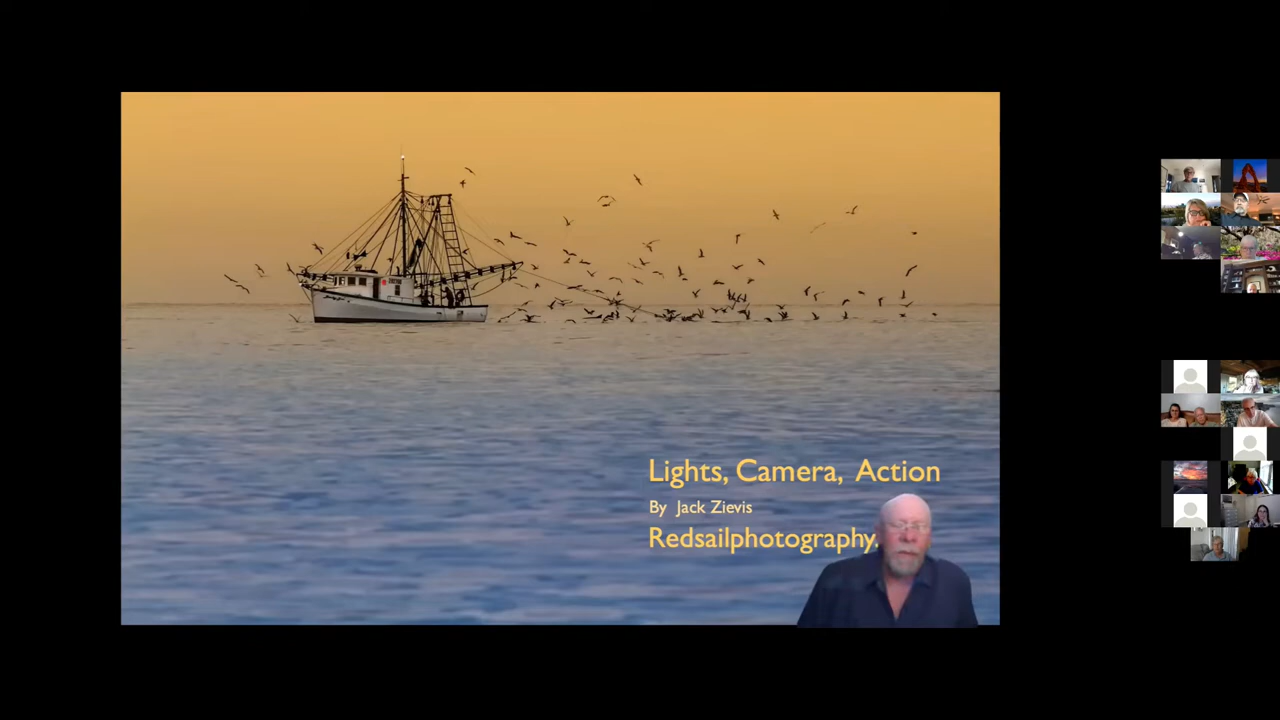 Lights, Camera, Action
By Jack Zievis
Redsailphotography.